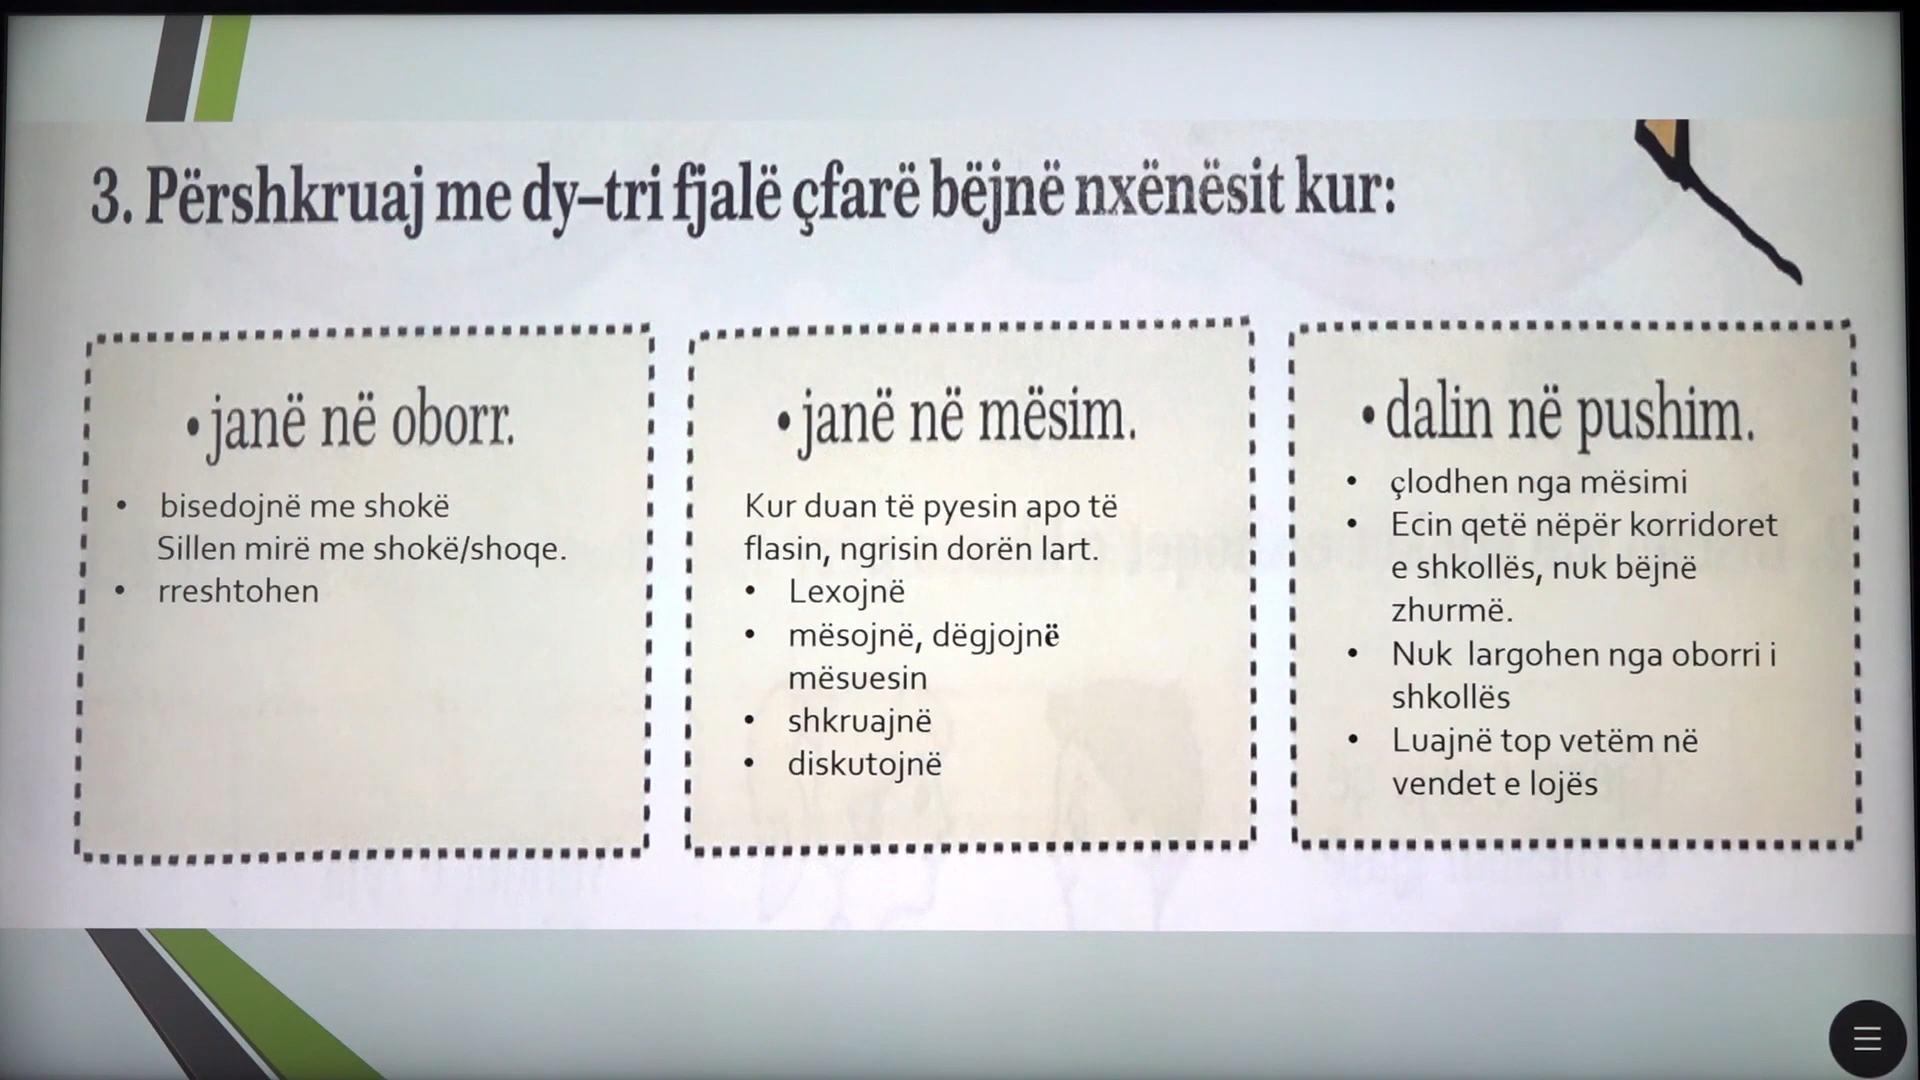 3. Përshkruaj me dy–tri fjalë çfarë bëjnë nxënësit kur:
• janë në oborr.
• bisedojnë me shokë
Sillen mirë me shokë/shoqe.
• rreshtohen
• janë në mësim.
Kur duan të pyesin apo të
flasin, ngrisin dorën lart.
• Lexojnë
• mësojnë, dëgjojnë
mësuesin
• shkruajnë
• diskutojnë
• dalin në pushim.
• çlodhen nga mësimi
• Ecin qetë nëpër korridoret
e shkollës, nuk bëjnë
zhurmë.
• Nuk largohen nga oborri i
shkollës
• Luajnë top vetëm në
vendet e lojës